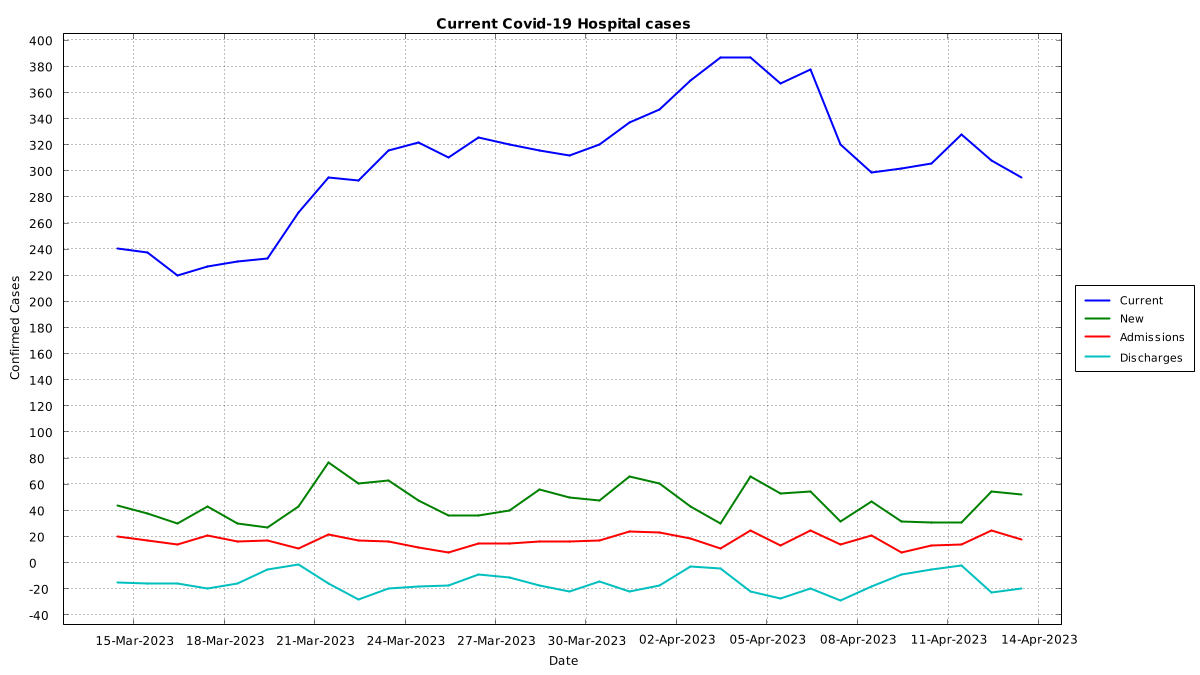 Current Covid-19 Hospital cases
400
380
360
340
320
300
280
260
240
220
200
180
160
140
120
100
80
60
40
20
0
-20
-40
Confirmed Cases
15-Mar-2023
18-Mar-2023
21-Mar-2023
24-Mar-2023
27-Mar-2023
30-Mar-2023
02-Apr-2023
05-Apr-2023
08-Apr-2023
11-Apr-2023
14-Apr-2023
Date
Current
New
Admissions
Discharges